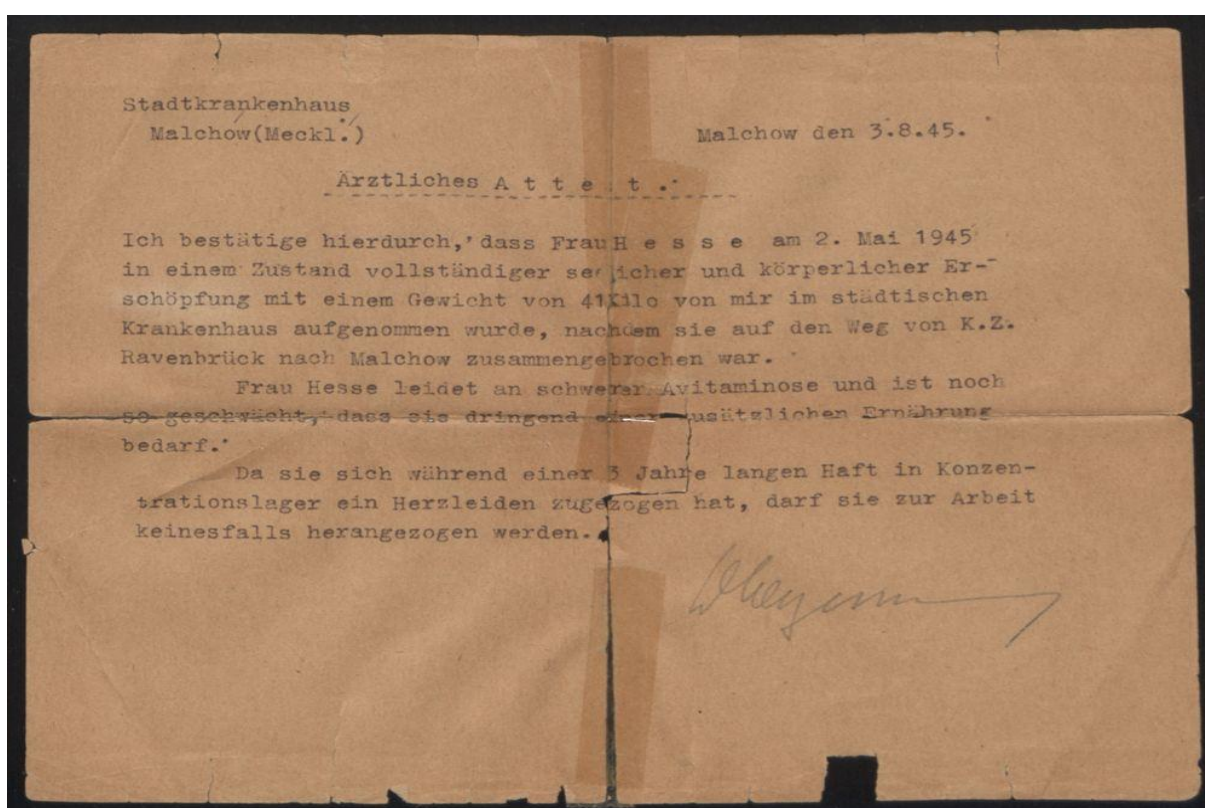 Stadtkrankenhaus
Malchow(Meckl.)
Malchow den 3.8.45.
Ärztliches A t t e s t .
Ich bestätige hierdurch, dass Frau H e s s e am 2. Mai 1945
in einem Zustand vollständiger seelicher und körperlicher Er-
schöpfung mit einem Gewicht von 41Kilo von mir im städtischen
Krankenhaus aufgenommen wurde, nachdem sie auf den Weg von K.Z.
Ravenbrück nach Malchow zusammengebrochen war.
Frau Hesse leidet an schwerer Avitaminose und ist noch
so geschwächt, dass sie dringend einer zusätzlichen Ernährung
bedarf.
Da sie sich während einer 3 Jahre langen Haft in Konzen-
trationslager ein Herzleiden zugezogen hat, darf sie zur Arbeit
keinesfalls herangezogen werden.